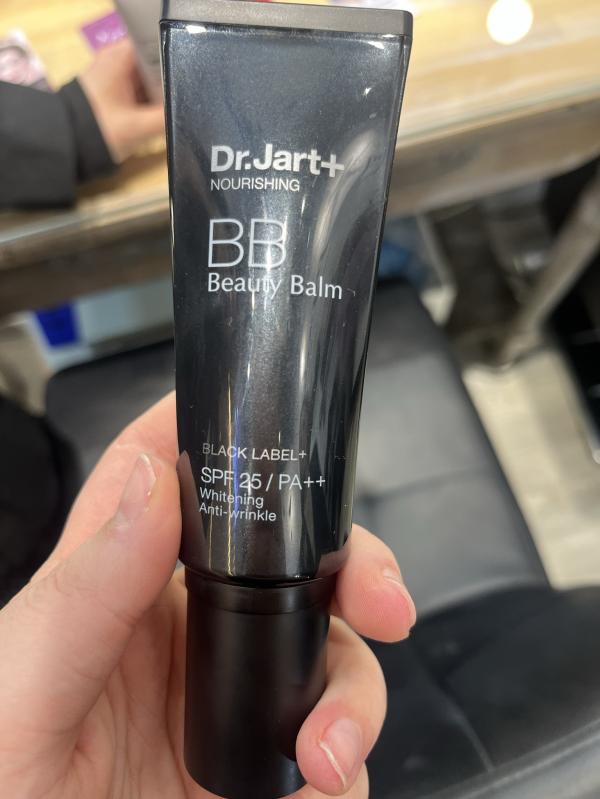 Dr.Jart+
NOURISHING
BB
Beauty Balm
BLACK LABEL+
SPF 25 / PA++
Whitening
Anti-wrinkle